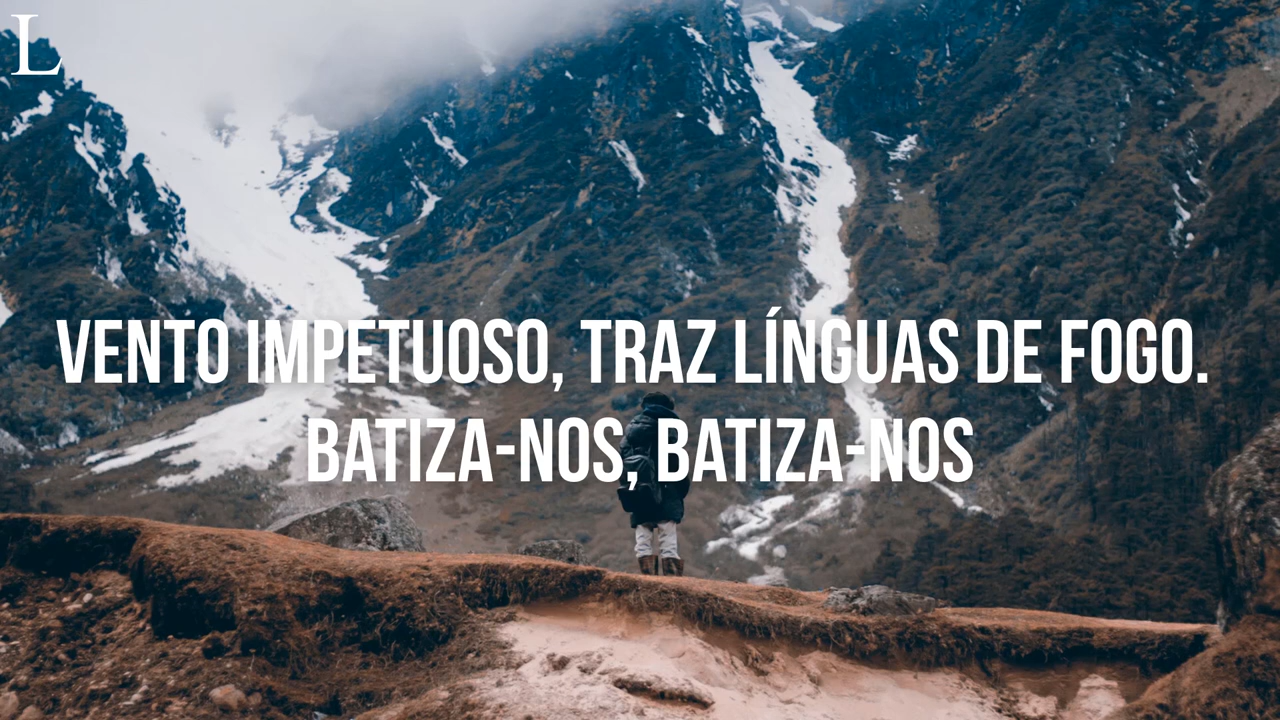 L
VENTO IMPETUOSO, TRAZ LÍNGUAS DE FOGO.
BATIZA-NOS, BATIZA-NOS